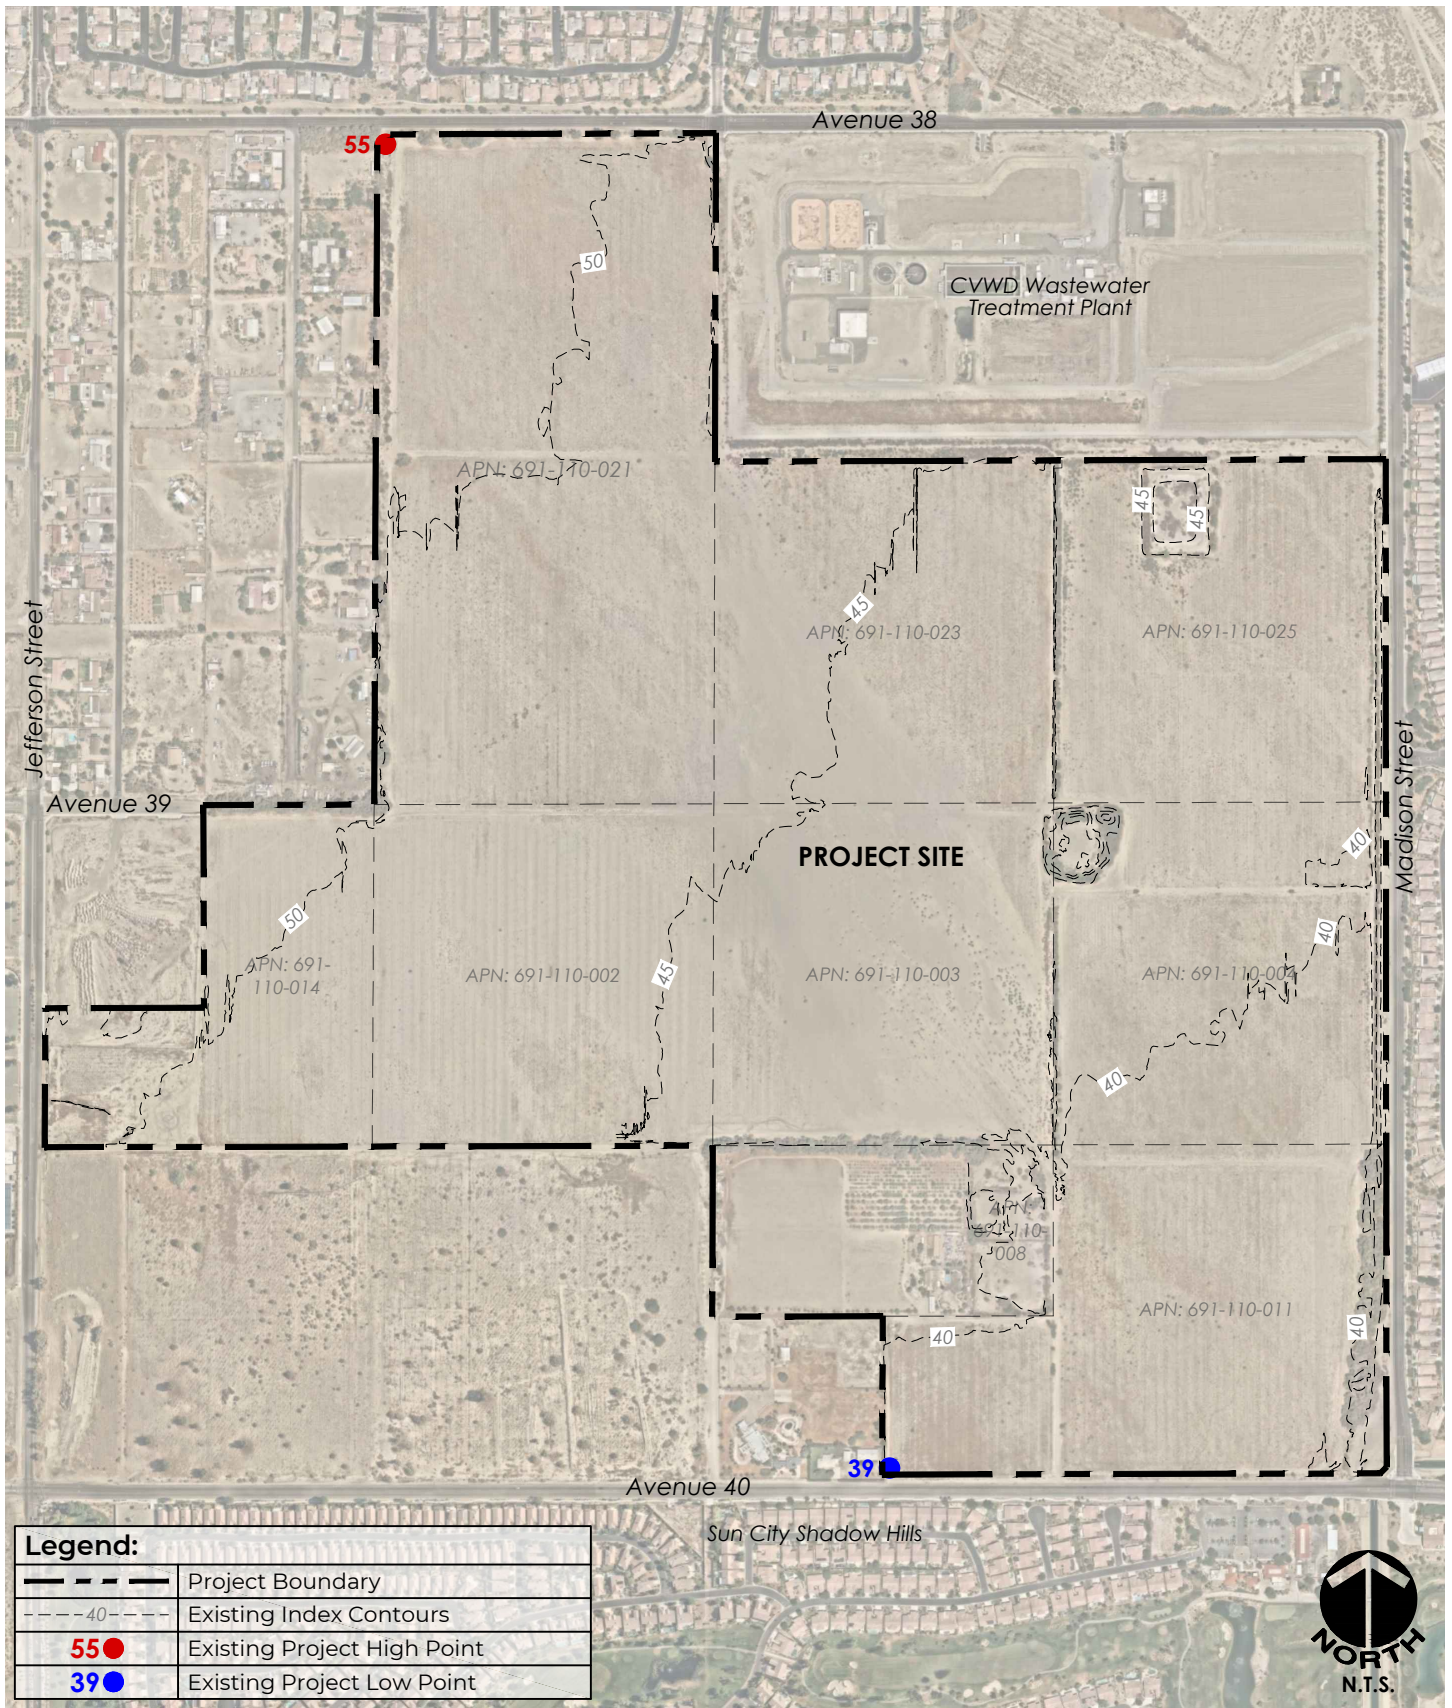 Avenue 38
55
50
CVWD Wastewater
Treatment Plant
APN: 691-110-021
45
45
45
APN: 691-110-023
APN: 691-110-025
Jefferson Street
Madison Street
Avenue 39
PROJECT SITE
40
50
40
APN: 691-
110-014
APN: 691-110-002
45
APN: 691-110-003
APN: 691-110-004
40
APN:
691-110-
008
APN: 691-110-011
40
40
39
Avenue 40
Sun City Shadow Hills
Legend:
Project Boundary
40
Existing Index Contours
55
Existing Project High Point
39
Existing Project Low Point
NORTH
N.T.S.